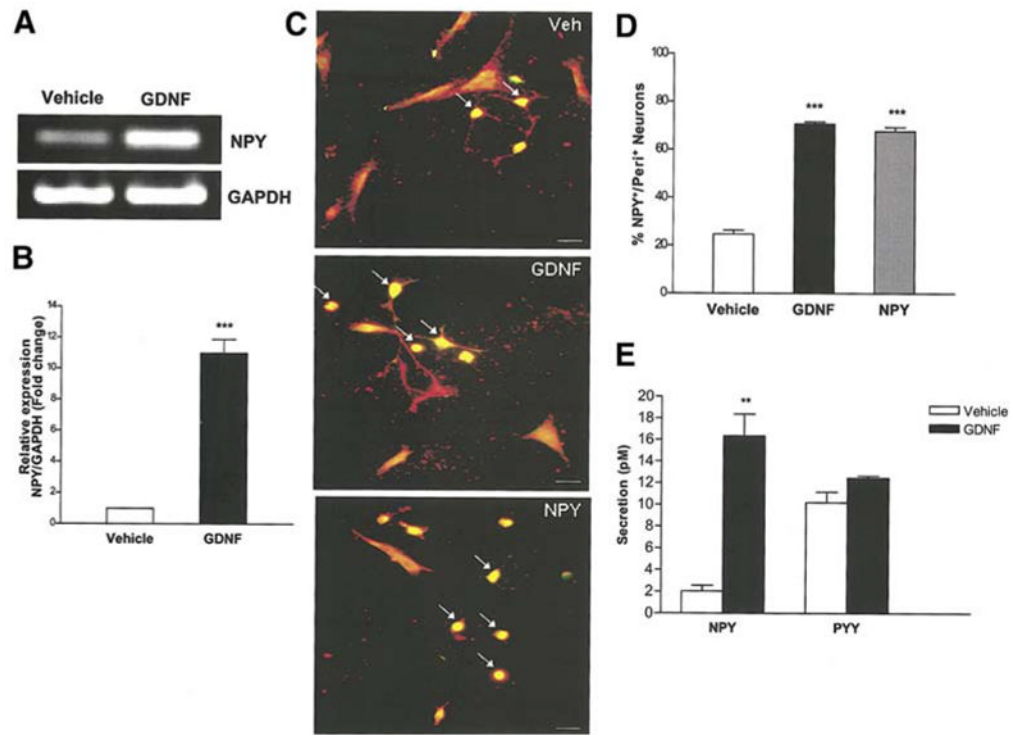 A
Vehicle GDNF
NPY
GAPDH
B
Relative expression
NPY/GAPDH (Fold change)
14
12
10
8
6
4
2
0
***
Vehicle GDNF
C
Veh
GDNF
NPY
D
% NPY⁺/Peri⁺ Neurons
100
80
60
40
20
0
*** ***
Vehicle GDNF NPY
E
Secretion (pM)
20
18
16
14
12
10
8
6
4
2
0
**
Vehicle
GDNF
NPY PYY